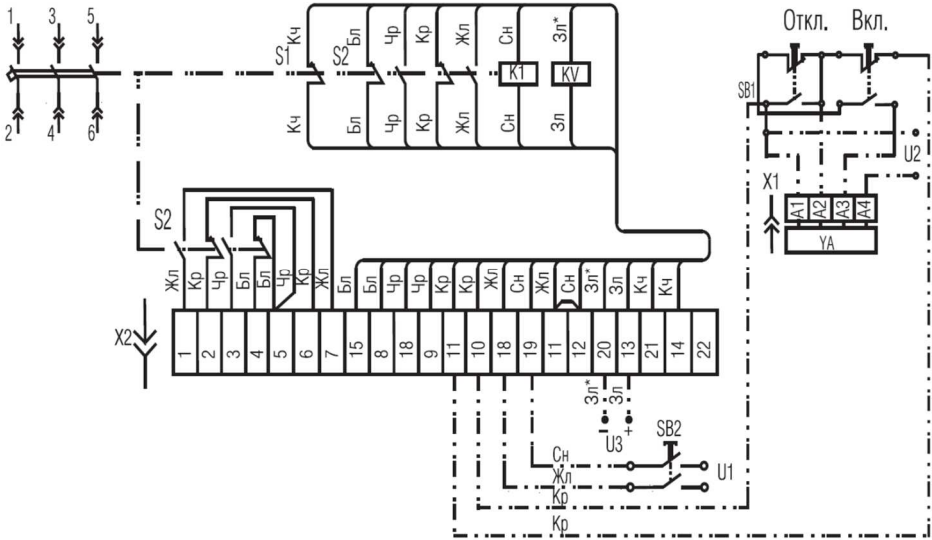 1 3 5
2 4 6
S1 S2
Кч Бл Чр Кр Жл Сн Зл*
К1 KV
Кч Бл Чр Кр Жл Сн Зл
Откл. Вкл.
SB1
U2
X1
A1 A2 A3 A4
YA
S2
Жл Кр Чр Бл Бл Чр Кр Жл Бл Бл Чр Чр Кр Кр Жл Сн Жл Сн Зл* Зл Кч Кч
X2
1 2 3 4 5 6 7 15 8 18 9 11 10 18 19 11 12 20 13 21 14 22
Зл* Зл
– +
U3
SB2
Сн
Жл
U1
Кр
Кр